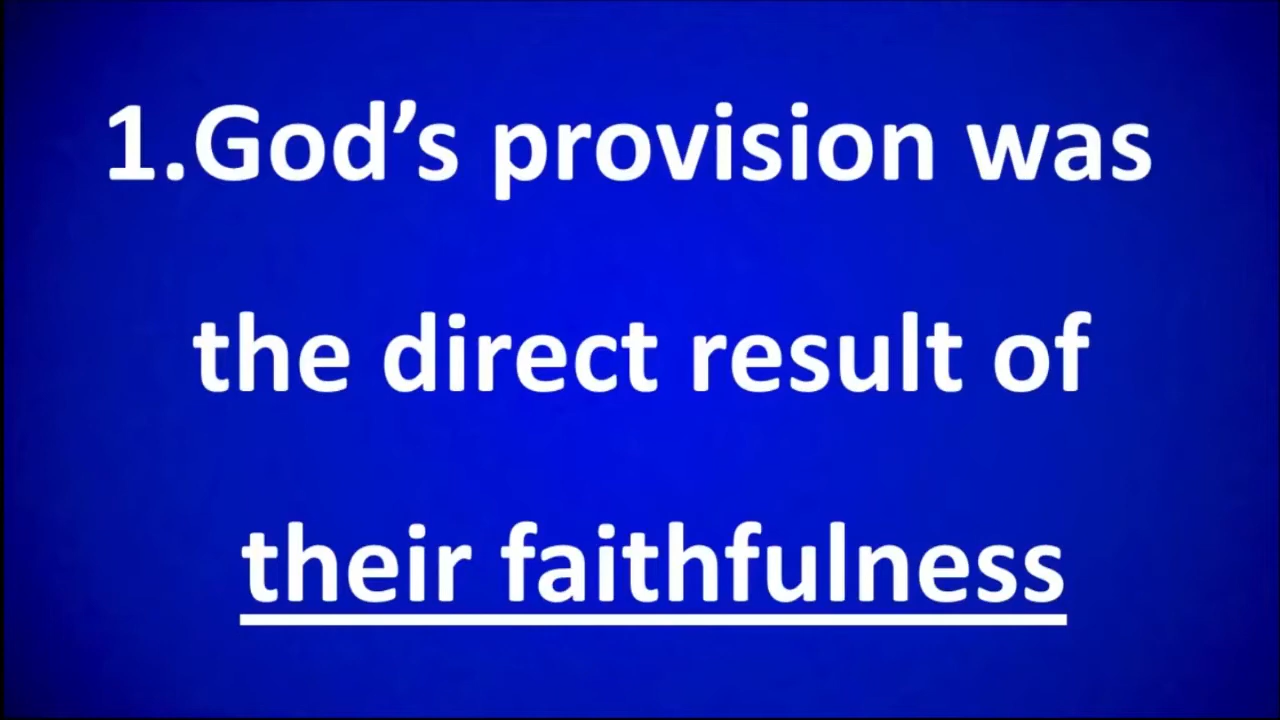 1.God’s provision was
the direct result of
their faithfulness